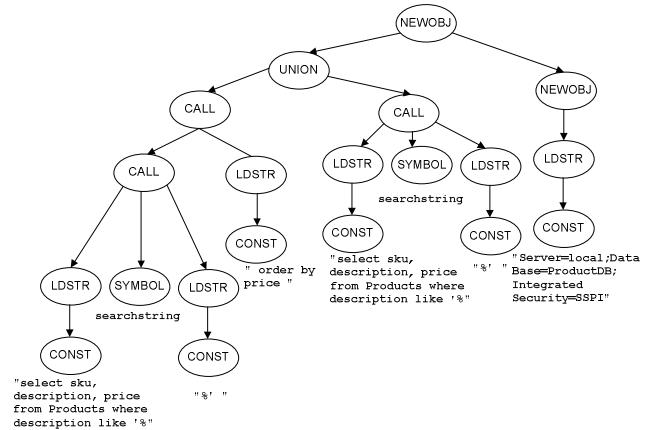 NEWOBJ
UNION
NEWOBJ
CALL
CALL
CALL
LDSTR
LDSTR
SYMBOL
LDSTR
LDSTR
searchstring
CONST
CONST
CONST
CONST
" order by
price "
"select sku,
description, price
from Products where
description like '%"
"%' "
"Server=local;Data
Base=ProductDB;
Integrated
Security=SSPI"
LDSTR
SYMBOL
LDSTR
searchstring
CONST
CONST
"select sku,
description, price
from Products where
description like '%"
"%' "